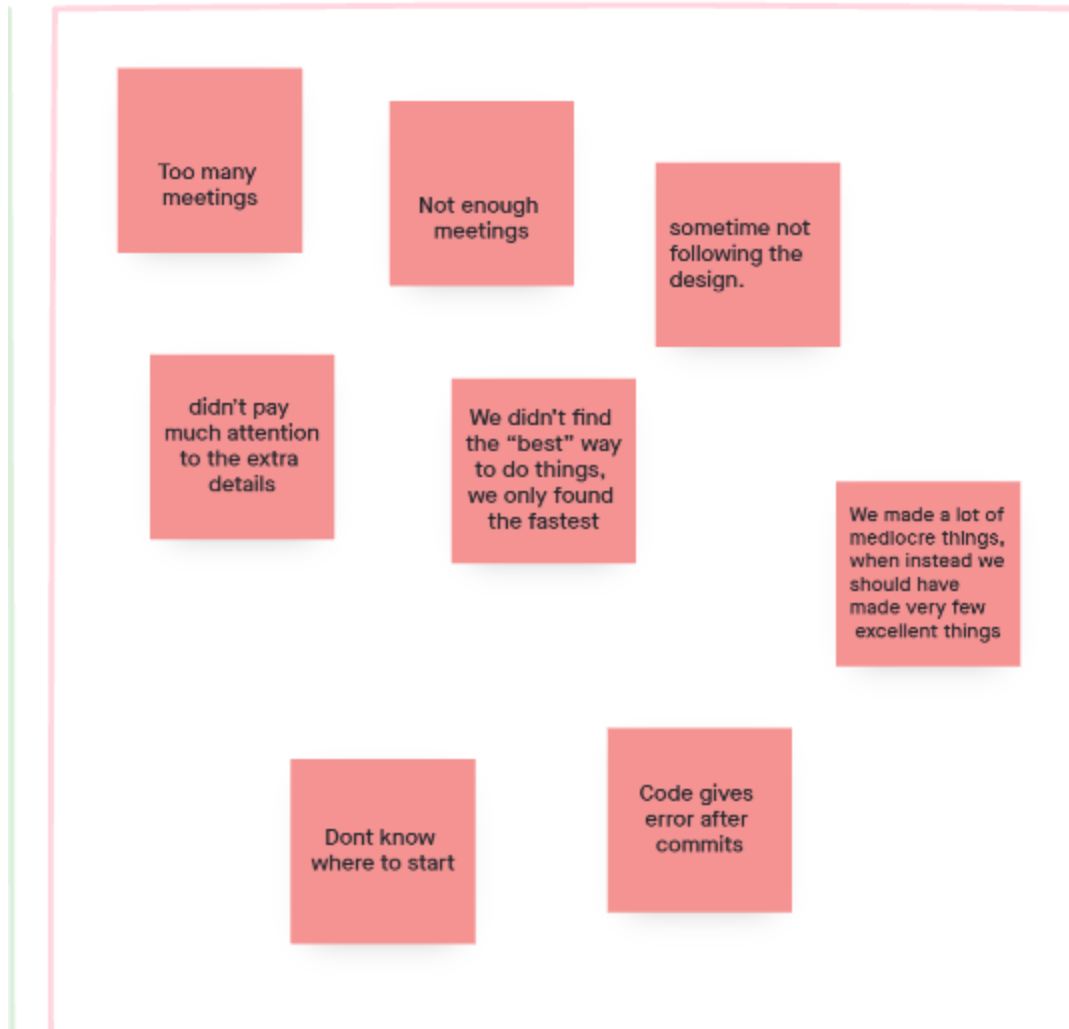 Too many
meetings
Not enough
meetings
sometime not
following the
design.
didn't pay
much attention
to the extra
details
We didn't find
the “best” way
to do things,
we only found
the fastest
We made a lot of
mediocre things,
when instead we
should have
made very few
excellent things
Dont know
where to start
Code gives
error after
commits